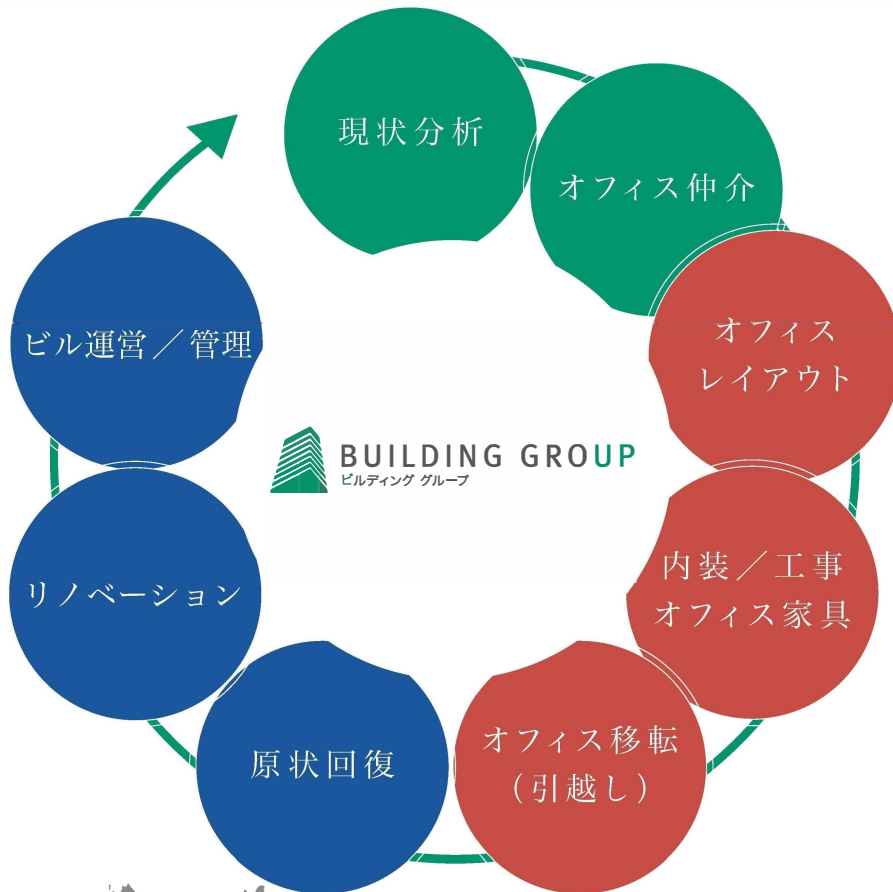 現状分析
オフィス仲介
オフィス
レイアウト
内装／工事
オフィス家具
オフィス移転
（引越し）
原状回復
リノベーション
ビル運営／管理
BUILDING GROUP
ビルディング グループ